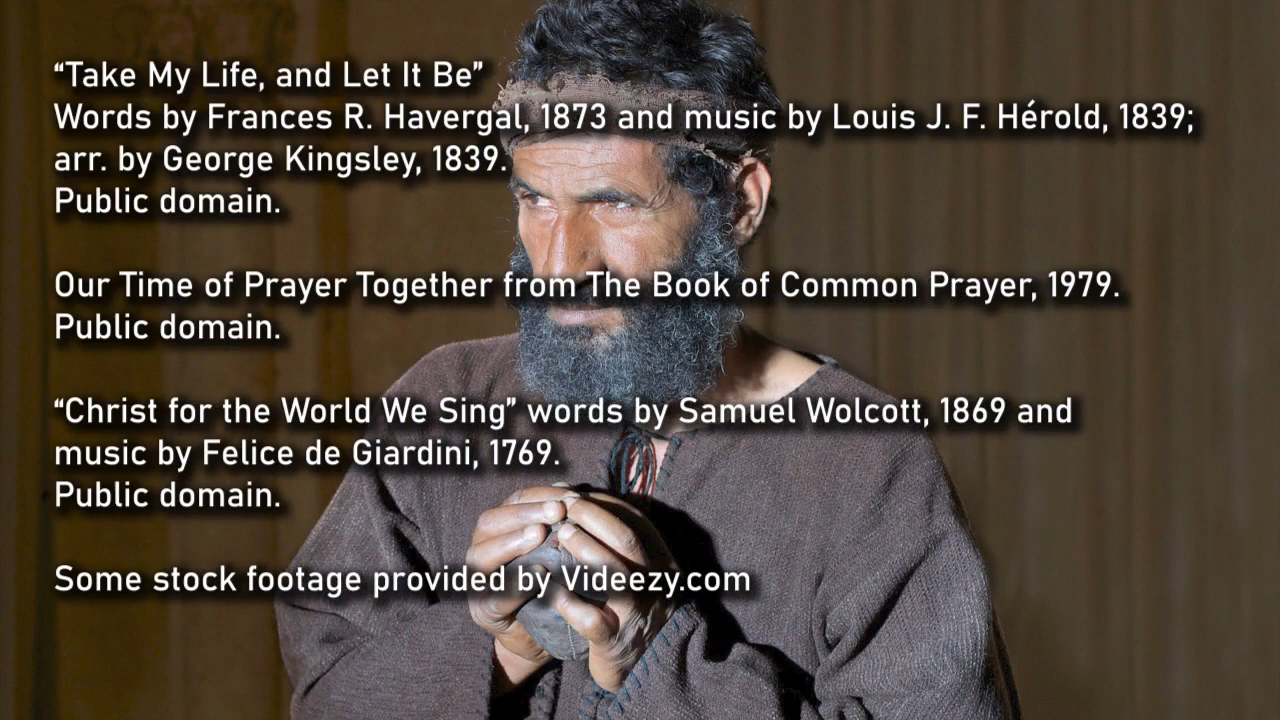 “Take My Life, and Let It Be”
Words by Frances R. Havergal, 1873 and music by Louis J. F. Hérold, 1839;
arr. by George Kingsley, 1839.
Public domain.
Our Time of Prayer Together from The Book of Common Prayer, 1979.
Public domain.
“Christ for the World We Sing” words by Samuel Wolcott, 1869 and
music by Felice de Giardini, 1769.
Public domain.
Some stock footage provided by Videezy.com